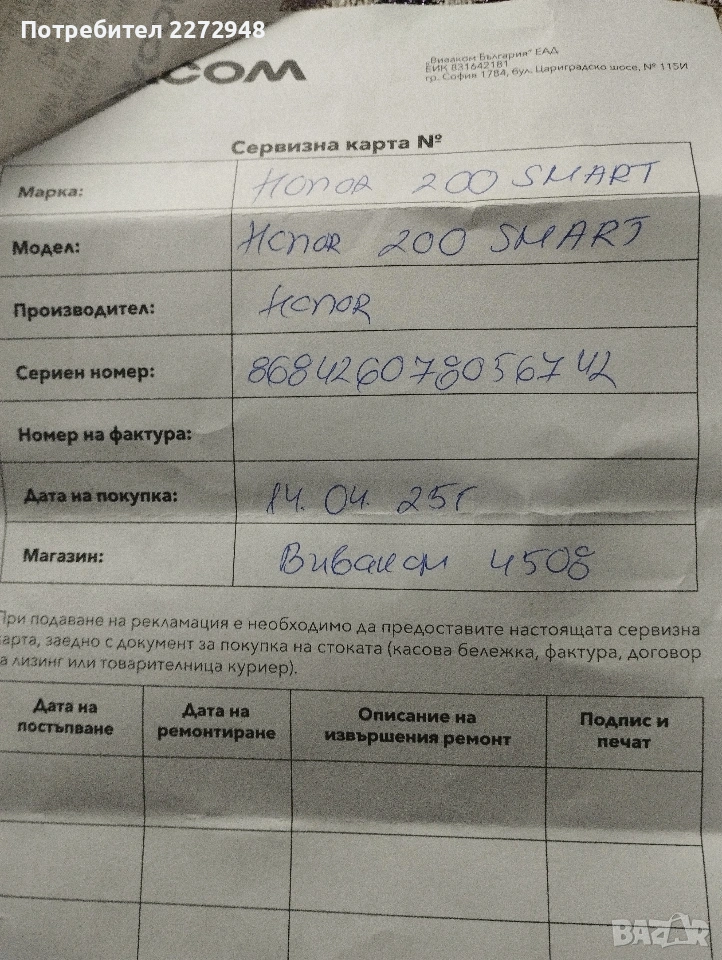 Потребител 2272948
COM
„Виваком България" ЕАД
ЕИК 831642181
гр. София 1784, бул. Цариградско шосе, № 115И
Сервизна карта №
Марка: Honor 200 SMART
Модел: Honor 200 SMART
Производител: Honor
Сериен номер: 868426078056742
Номер на фактура:
Дата на покупка: 14.04.25г
Магазин: Виваком 4508
При подаване на рекламация е необходимо да предоставите настоящата сервизна
карта, заедно с документ за покупка на стоката (касова бележка, фактура, договор
за лизинг или товарителница куриер).
Дата на постъпване Дата на ремонтиране Описание на извършения ремонт Подпис и печат
BAZAR